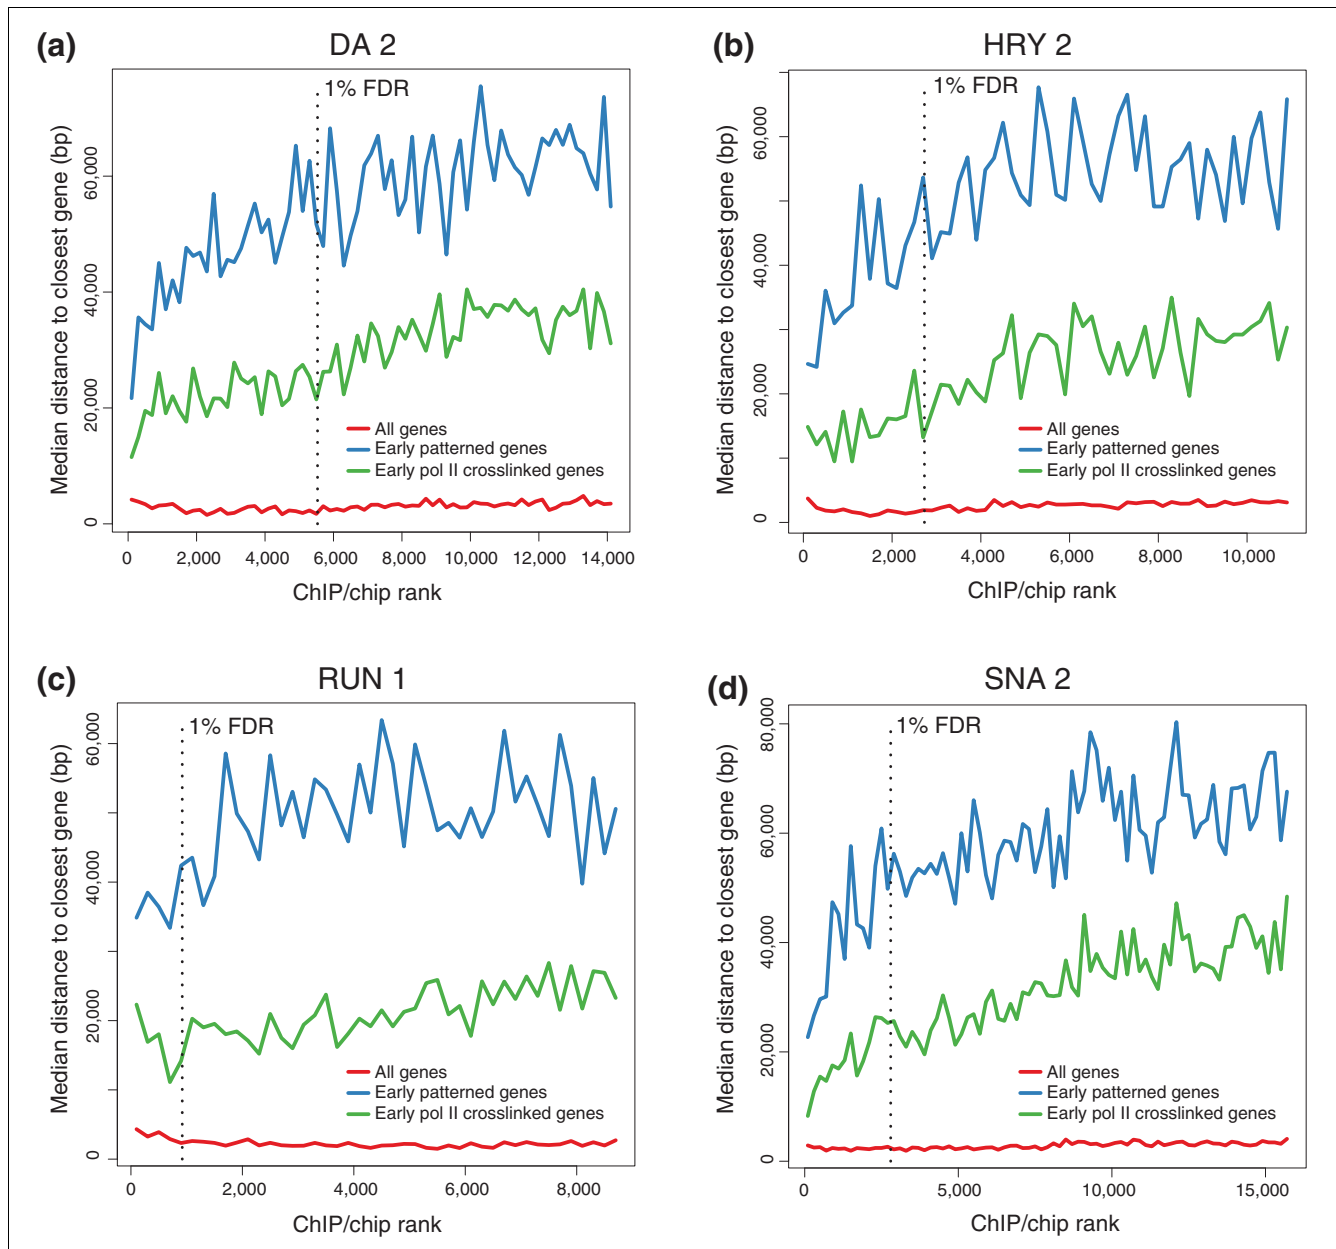 (a)
DA 2
1% FDR
Median distance to closest gene (bp)
60,000
40,000
20,000
0
All genes
Early patterned genes
Early pol II crosslinked genes
0 2,000 4,000 6,000 8,000 10,000 12,000 14,000
ChIP/chip rank
(b)
HRY 2
1% FDR
Median distance to closest gene (bp)
60,000
40,000
20,000
0
All genes
Early patterned genes
Early pol II crosslinked genes
0 2,000 4,000 6,000 8,000 10,000
ChIP/chip rank
(c)
RUN 1
1% FDR
Median distance to closest gene (bp)
60,000
40,000
20,000
0
All genes
Early patterned genes
Early pol II crosslinked genes
0 2,000 4,000 6,000 8,000
ChIP/chip rank
(d)
SNA 2
1% FDR
Median distance to closest gene (bp)
80,000
60,000
40,000
20,000
0
All genes
Early patterned genes
Early pol II crosslinked genes
0 5,000 10,000 15,000
ChIP/chip rank